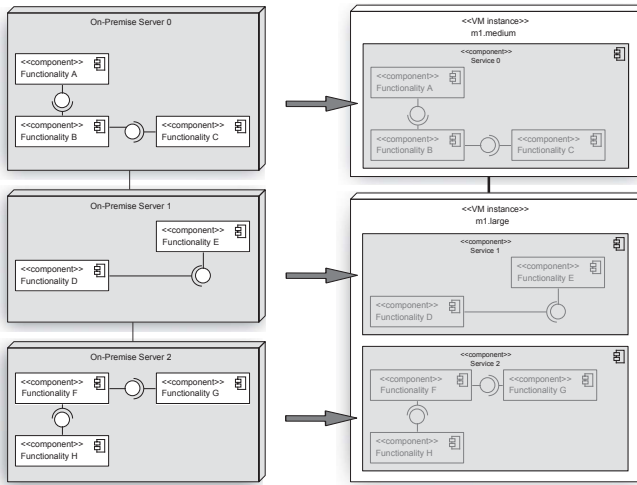 On-Premise Server 0
<<component>>
Functionality A
<<component>>
Functionality B
<<component>>
Functionality C
On-Premise Server 1
<<component>>
Functionality E
<<component>>
Functionality D
On-Premise Server 2
<<component>>
Functionality F
<<component>>
Functionality G
<<component>>
Functionality H
<<VM instance>>
m1.medium
<<component>>
Service 0
<<component>>
Functionality A
<<component>>
Functionality B
<<component>>
Functionality C
<<VM instance>>
m1.large
<<component>>
Service 1
<<component>>
Functionality E
<<component>>
Functionality D
<<component>>
Service 2
<<component>>
Functionality F
<<component>>
Functionality G
<<component>>
Functionality H